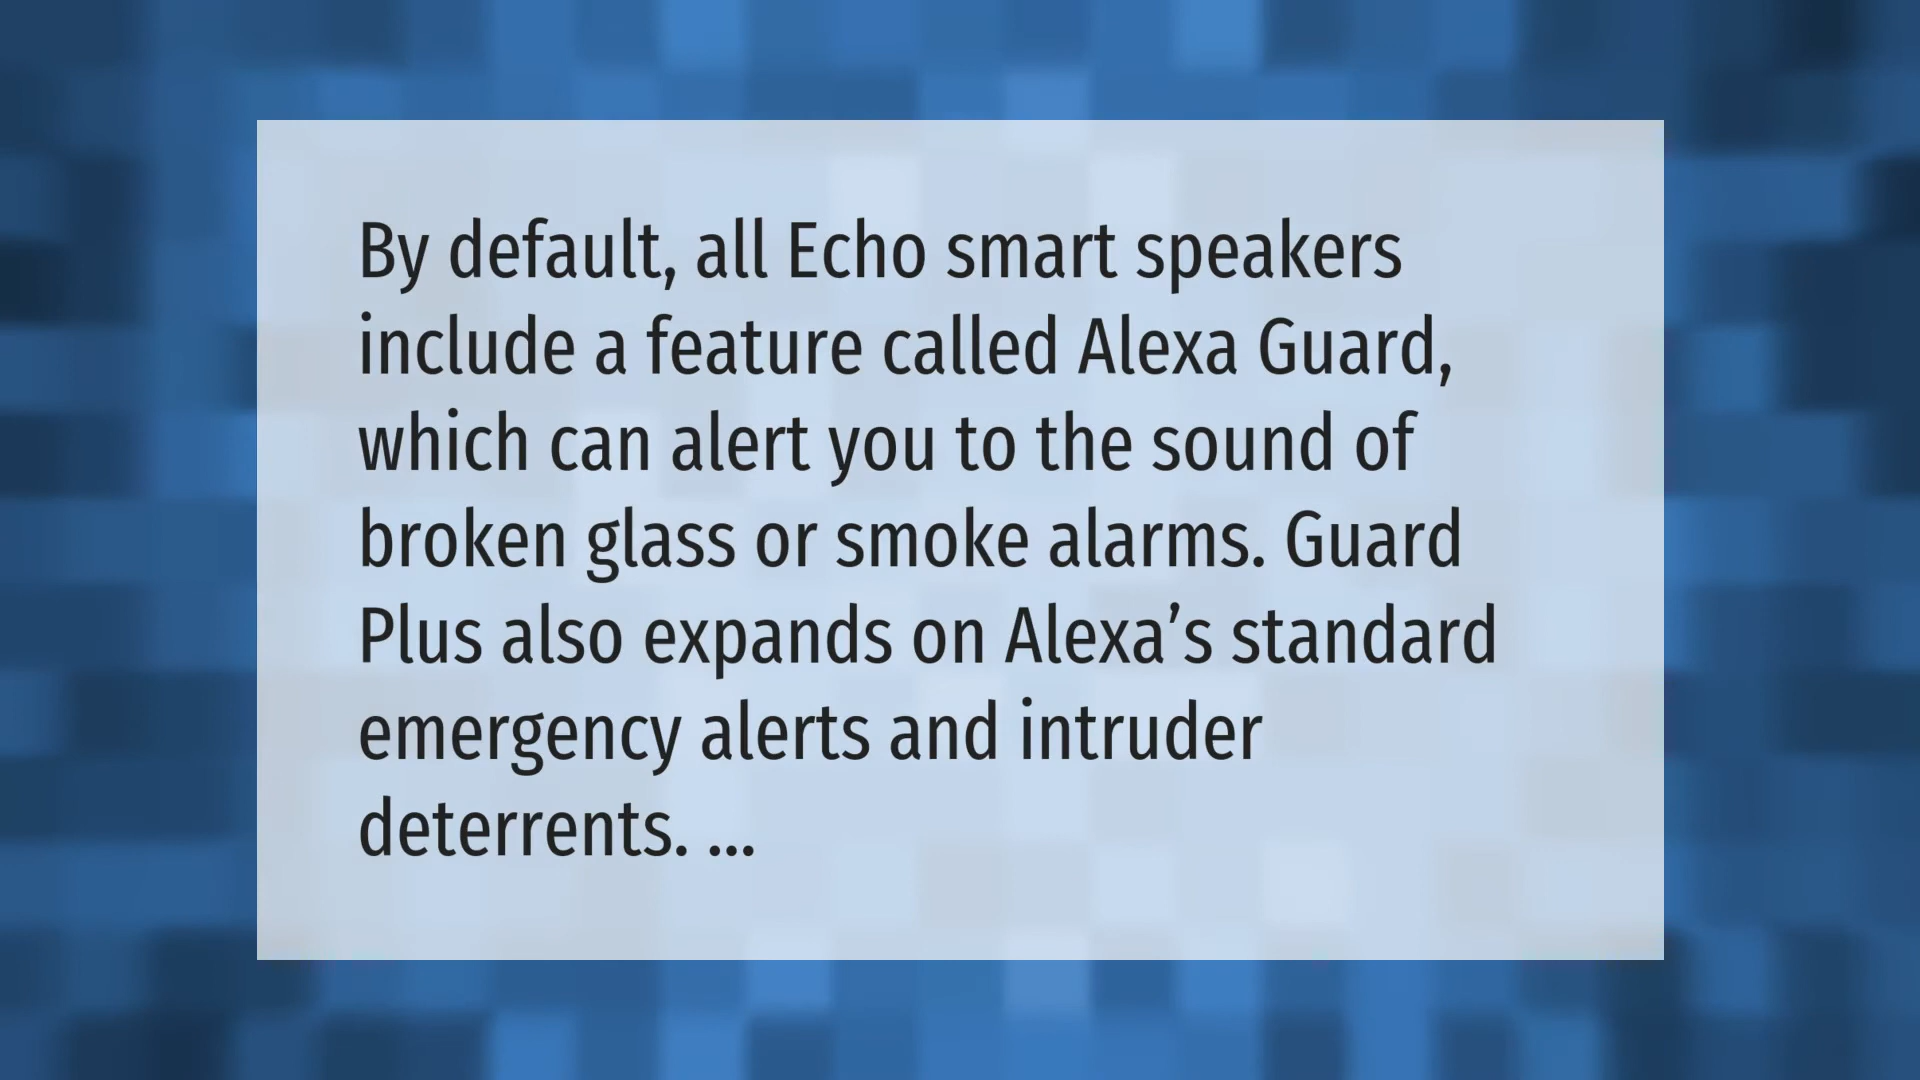 By default, all Echo smart speakers
include a feature called Alexa Guard,
which can alert you to the sound of
broken glass or smoke alarms. Guard
Plus also expands on Alexa’s standard
emergency alerts and intruder
deterrents. ...